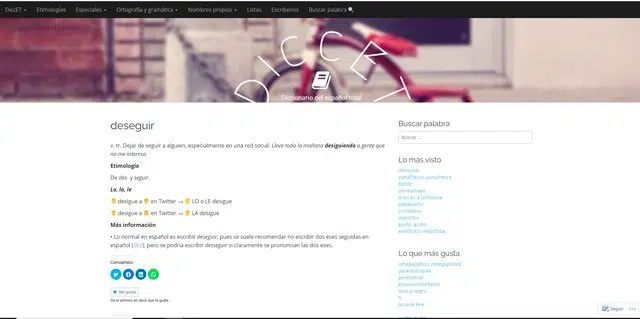 DiccET Etimologías Especiales Ortografía y gramática Nombres propios Listas Escríbenos Buscar palabra
DICCET
Diccionario del español total
deseguir
v. tr. Dejar de seguir a alguien, especialmente en una red social. Llevo toda la mañana desiguiendo a gente que
no me interesa.
Etimología
De des- y seguir.
Lo, la, le
desigue a en Twitter → LO o LE desigue
desigue a en Twitter → LA desigue
Más información
• Lo normal en español es escribir deseguir, pues se suele recomendar no escribir dos eses seguidas en
español (DLE), pero se podría escribir desseguir si claramente se pronuncian las dos eses.
Compártelo:
Me gusta
Sé el primero en decir que te gusta.
Buscar palabra
Buscar …
Lo más visto
Lo que más gusta
Seguir